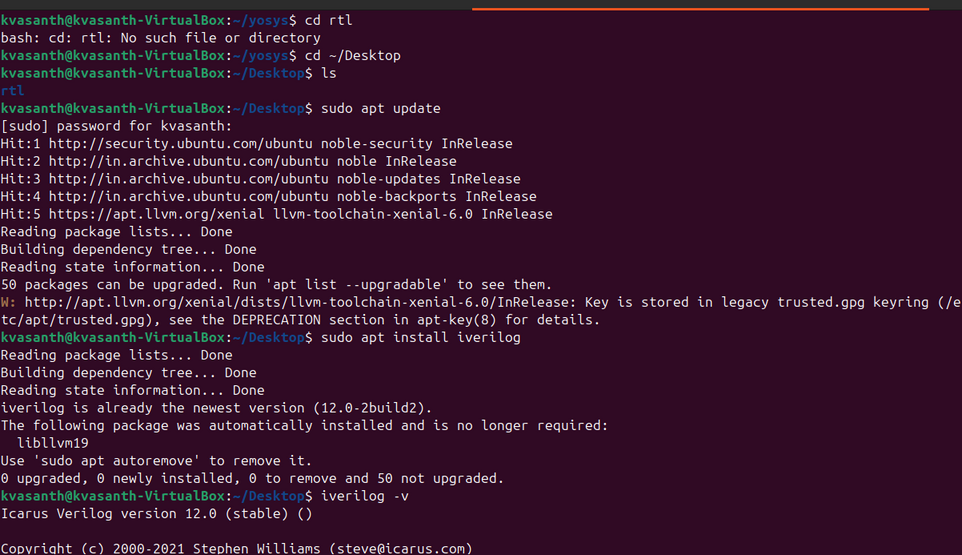 kvasanth@kvasanth-VirtualBox:~/yosys$ cd rtl
bash: cd: rtl: No such file or directory
kvasanth@kvasanth-VirtualBox:~/yosys$ cd ~/Desktop
kvasanth@kvasanth-VirtualBox:~/Desktop$ ls
rtl
kvasanth@kvasanth-VirtualBox:~/Desktop$ sudo apt update
[sudo] password for kvasanth:
Hit:1 http://security.ubuntu.com/ubuntu noble-security InRelease
Hit:2 http://in.archive.ubuntu.com/ubuntu noble InRelease
Hit:3 http://in.archive.ubuntu.com/ubuntu noble-updates InRelease
Hit:4 http://in.archive.ubuntu.com/ubuntu noble-backports InRelease
Hit:5 https://apt.llvm.org/xenial llvm-toolchain-xenial-6.0 InRelease
Reading package lists... Done
Building dependency tree... Done
Reading state information... Done
50 packages can be upgraded. Run 'apt list --upgradable' to see them.
W: http://apt.llvm.org/xenial/dists/llvm-toolchain-xenial-6.0/InRelease: Key is stored in legacy trusted.gpg keyring (/e
tc/apt/trusted.gpg), see the DEPRECATION section in apt-key(8) for details.
kvasanth@kvasanth-VirtualBox:~/Desktop$ sudo apt install iverilog
Reading package lists... Done
Building dependency tree... Done
Reading state information... Done
iverilog is already the newest version (12.0-2build2).
The following package was automatically installed and is no longer required:
  libllvm19
Use 'sudo apt autoremove' to remove it.
0 upgraded, 0 newly installed, 0 to remove and 50 not upgraded.
kvasanth@kvasanth-VirtualBox:~/Desktop$ iverilog -v
Icarus Verilog version 12.0 (stable) ()
Copyright (c) 2000-2021 Stephen Williams (steve@icarus.com)